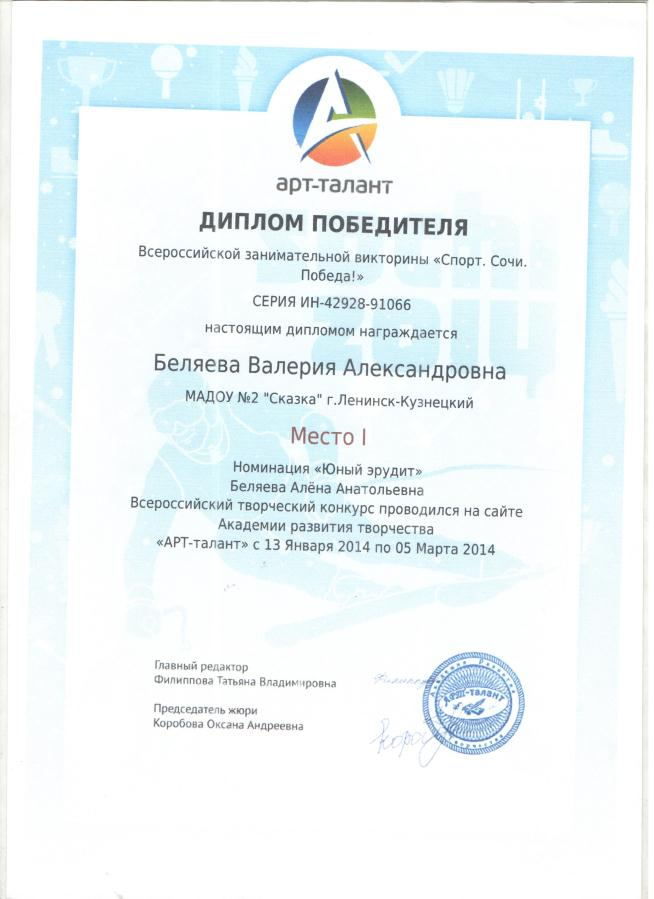 арт-талант
ДИПЛОМ ПОБЕДИТЕЛЯ
Всероссийской занимательной викторины «Спорт. Сочи.
Победа!»
СЕРИЯ ИН-42928-91066
настоящим дипломом награждается
Беляева Валерия Александровна
МАДОУ №2 "Сказка" г.Ленинск-Кузнецкий
Место I
Номинация «Юный эрудит»
Беляева Алёна Анатольевна
Всероссийский творческий конкурс проводился на сайте
Академии развития творчества
«АРТ-талант» с 13 Января 2014 по 05 Марта 2014
Главный редактор
Филиппова Татьяна Владимировна
Председатель жюри
Коробова Оксана Андреевна
Академия Развития
Арт-талант
Творчества